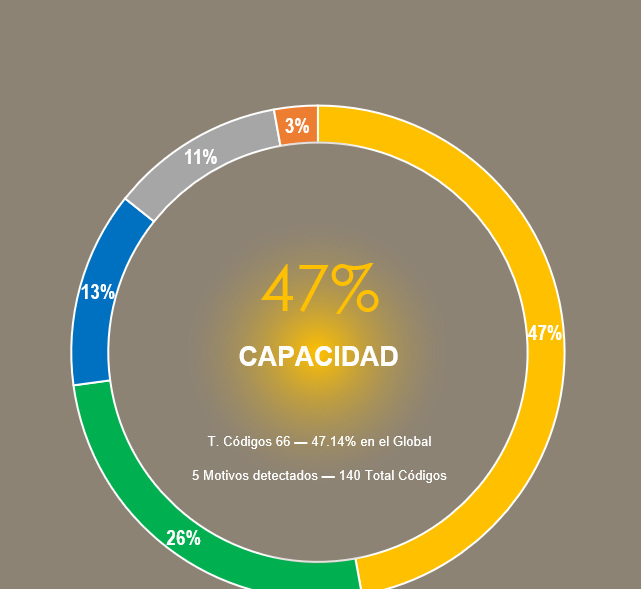 3%
11%
47%
13%
47%
CAPACIDAD
T. Códigos 66 — 47.14% en el Global
5 Motivos detectados — 140 Total Códigos
26%